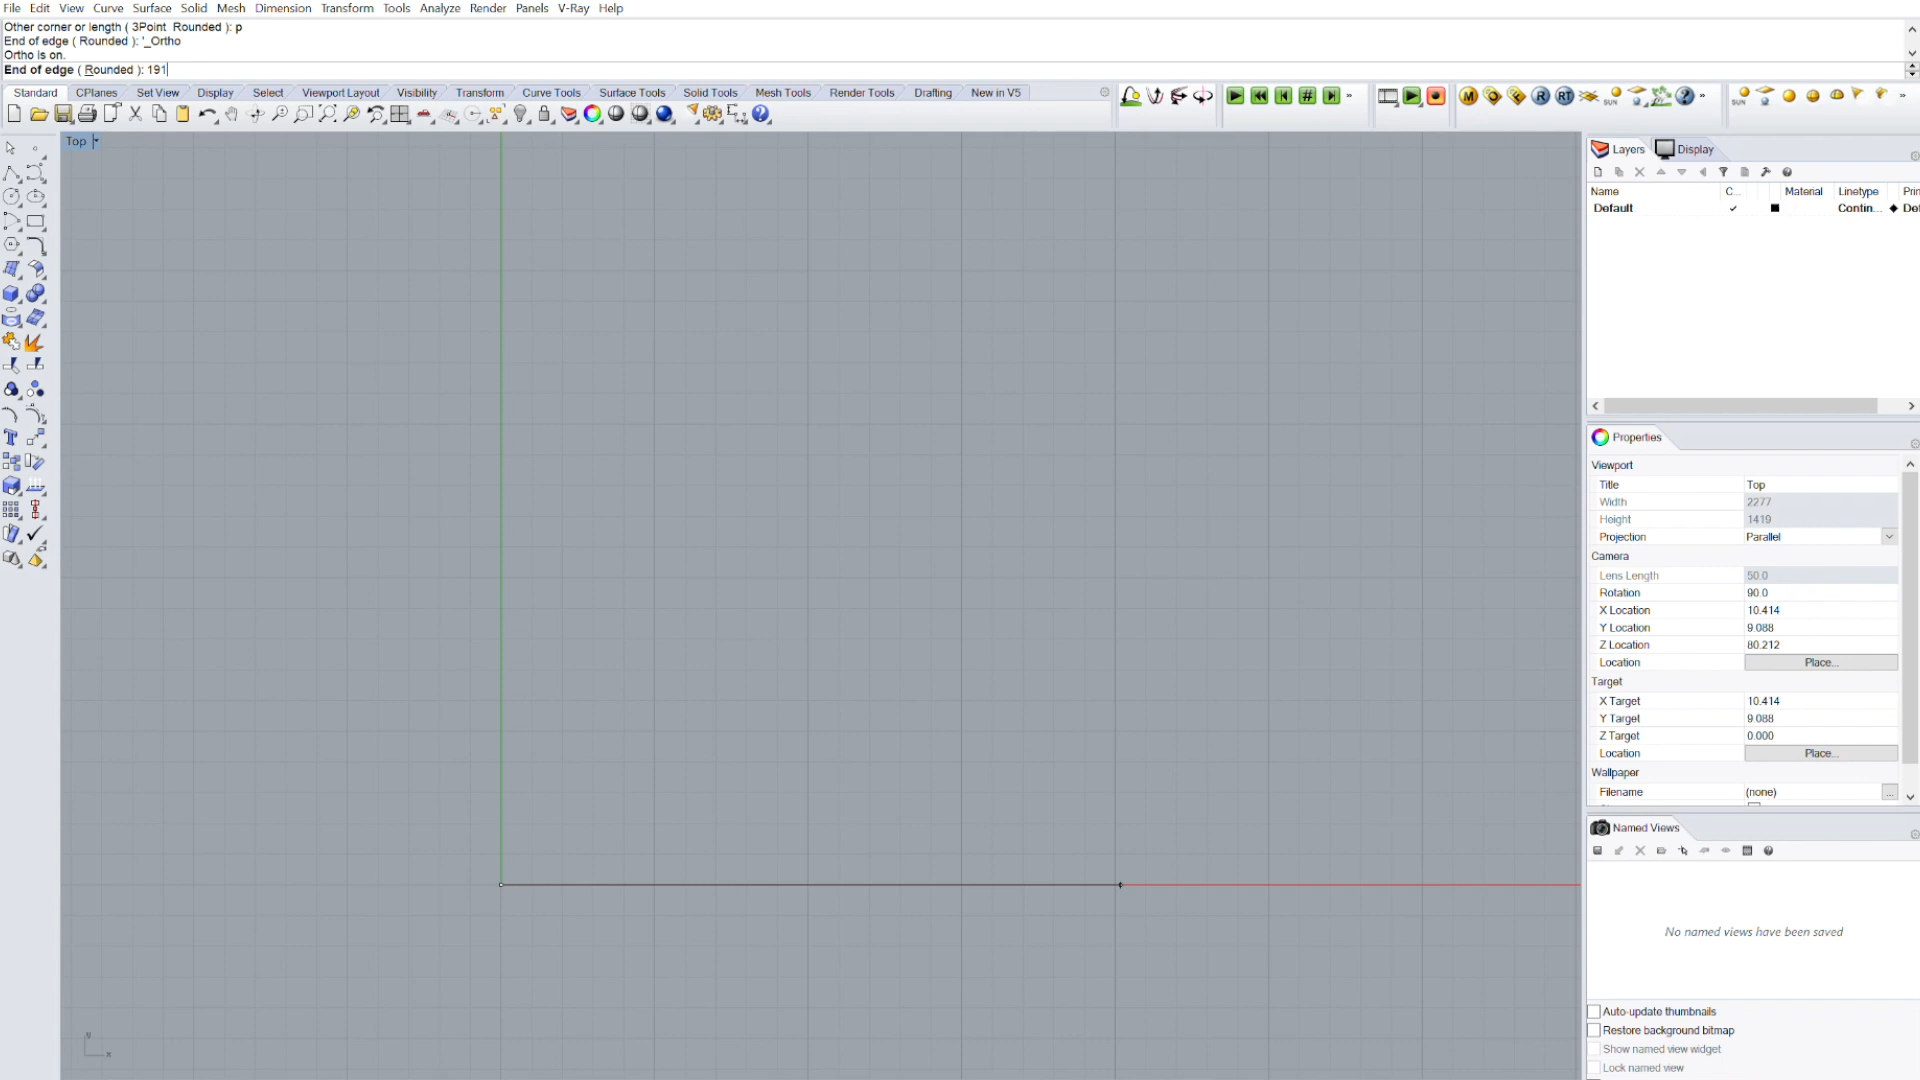 File Edit View Curve Surface Solid Mesh Dimension Transform Tools Analyze Render Panels V-Ray Help
Other corner or length ( 3Point Rounded ): p
End of edge ( Rounded ): '_Ortho
Ortho is on.
End of edge ( Rounded ): 191
Standard CPlanes Set View Display Select Viewport Layout Visibility Transform Curve Tools Surface Tools Solid Tools Mesh Tools Render Tools Drafting New in V5
Top
Layers Display
Name C... Material Linetype Prin
Default Contin... Def
Properties
Viewport
Title Top
Width 2277
Height 1419
Projection Parallel
Camera
Lens Length 50.0
Rotation 90.0
X Location 10.414
Y Location 9.088
Z Location 80.212
Location Place...
Target
X Target 10.414
Y Target 9.088
Z Target 0.000
Location Place...
Wallpaper
Filename (none) ...
Named Views
No named views have been saved
Auto-update thumbnails
Restore background bitmap
Show named view widget
Lock named view
y
x